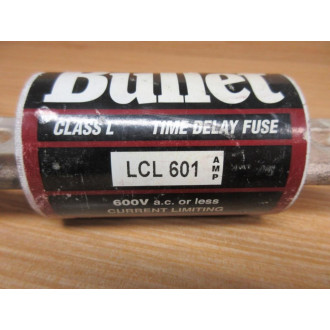 Bullet
CLASS L TIME DELAY FUSE
LCL 601 AMP
600V a.c. or less
CURRENT LIMITING